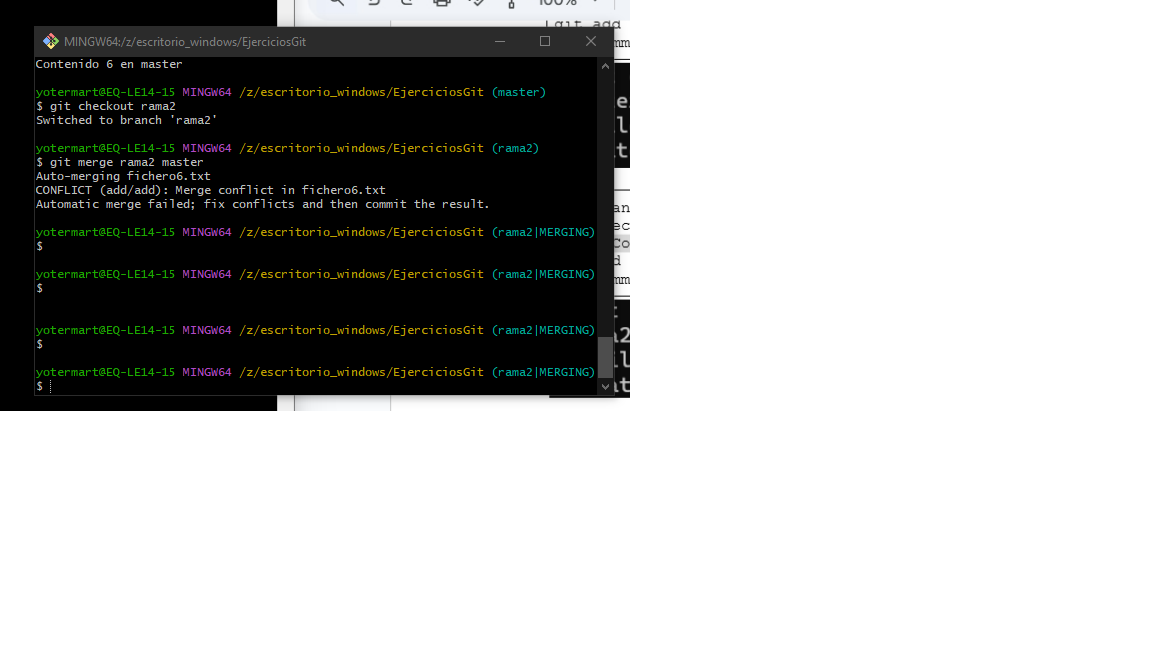 100%
git add
MINGW64:/z/escritorio_windows/EjerciciosGit
Contenido 6 en master
yotermart@EQ-LE14-15 MINGW64 /z/escritorio_windows/EjerciciosGit (master)
$ git checkout rama2
Switched to branch 'rama2'
yotermart@EQ-LE14-15 MINGW64 /z/escritorio_windows/EjerciciosGit (rama2)
$ git merge rama2 master
Auto-merging fichero6.txt
CONFLICT (add/add): Merge conflict in fichero6.txt
Automatic merge failed; fix conflicts and then commit the result.
yotermart@EQ-LE14-15 MINGW64 /z/escritorio_windows/EjerciciosGit (rama2|MERGING)
$
yotermart@EQ-LE14-15 MINGW64 /z/escritorio_windows/EjerciciosGit (rama2|MERGING)
$
yotermart@EQ-LE14-15 MINGW64 /z/escritorio_windows/EjerciciosGit (rama2|MERGING)
$
yotermart@EQ-LE14-15 MINGW64 /z/escritorio_windows/EjerciciosGit (rama2|MERGING)
$